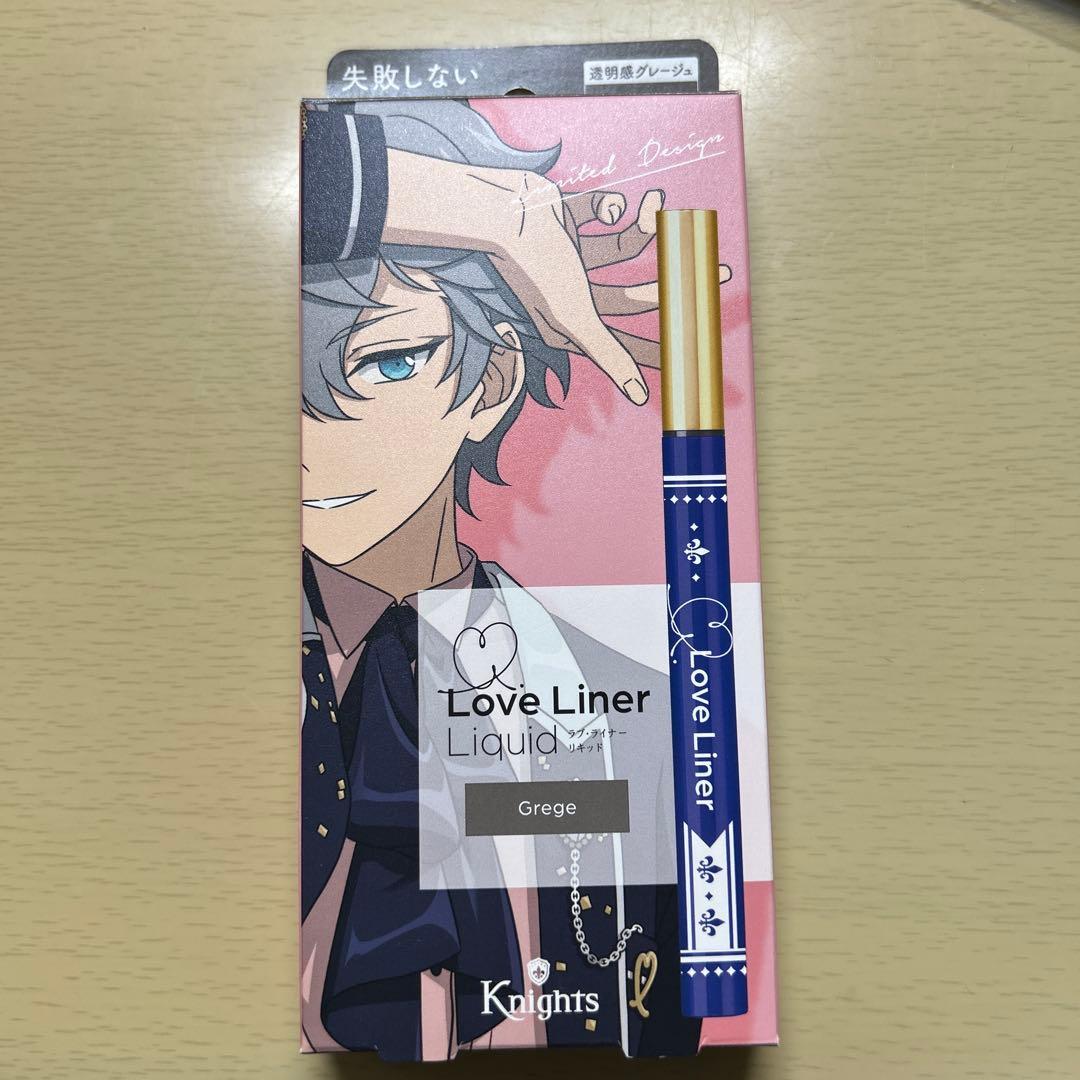 失敗しない
透明感グレージュ
Limited Design
Love Liner
Liquid
ラブ・ライナー
リキッド
Grege
Knights
Love Liner